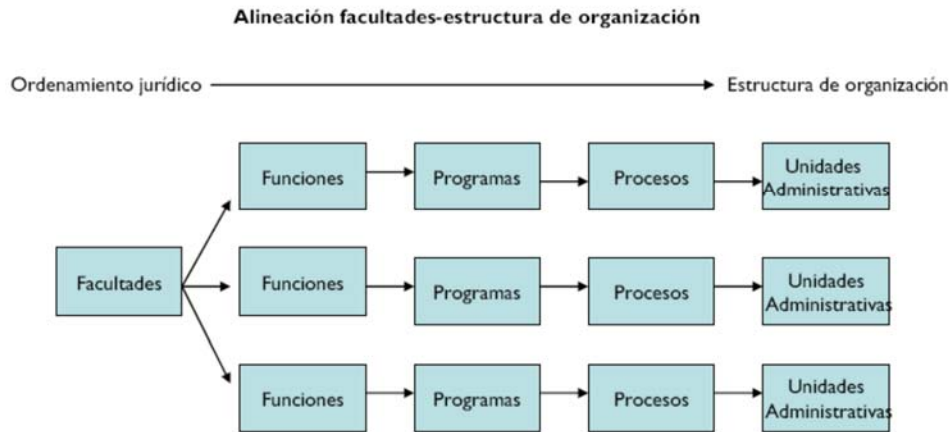 Alineación facultades-estructura de organización
Ordenamiento jurídico
Estructura de organización
Funciones
Programas
Procesos
Unidades
Administrativas
Facultades
Funciones
Programas
Procesos
Unidades
Administrativas
Funciones
Programas
Procesos
Unidades
Administrativas